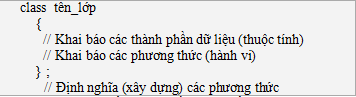 class tên_lớp
{
// Khai báo các thành phần dữ liệu (thuộc tính)
// Khai báo các phương thức (hành vi)
} ;
// Định nghĩa (xây dựng) các phương thức